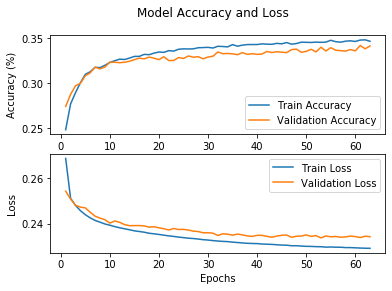 Model Accuracy and Loss
Accuracy (%)
0.35
0.30
0.25
Train Accuracy
Validation Accuracy
0 10 20 30 40 50 60
Loss
0.26
0.24
Train Loss
Validation Loss
0 10 20 30 40 50 60
Epochs